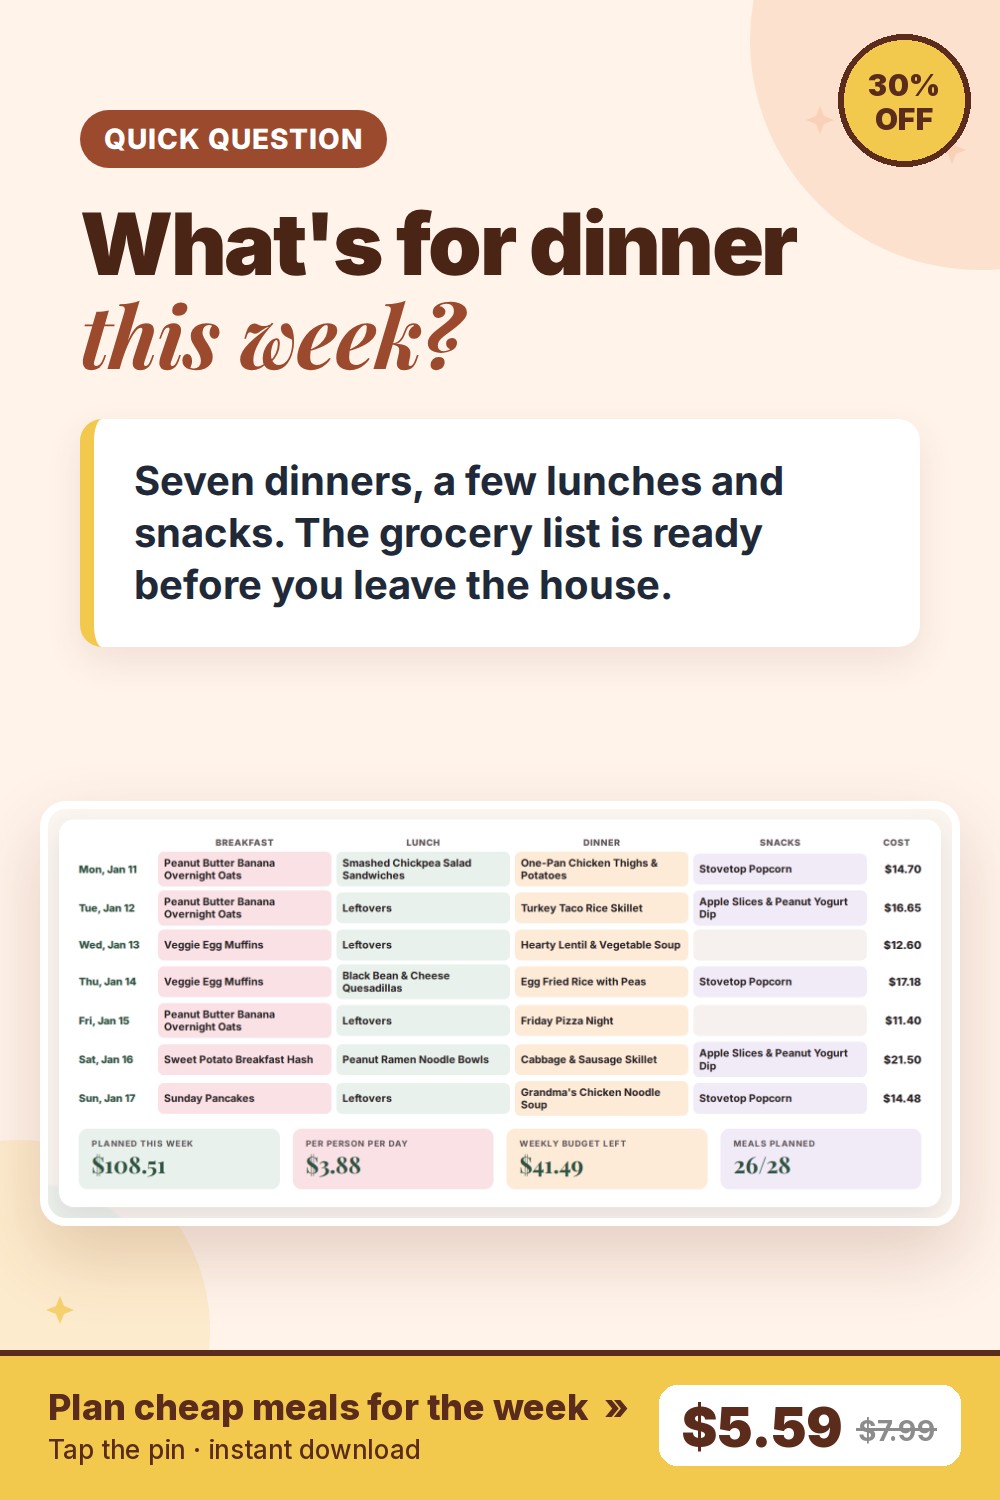 30%
OFF
QUICK QUESTION
What's for dinner
this week?
Seven dinners, a few lunches and
snacks. The grocery list is ready
before you leave the house.
BREAKFAST LUNCH DINNER SNACKS COST
Mon, Jan 11 Peanut Butter Banana Overnight Oats Smashed Chickpea Salad Sandwiches One-Pan Chicken Thighs & Potatoes Stovetop Popcorn $14.70
Tue, Jan 12 Peanut Butter Banana Overnight Oats Leftovers Turkey Taco Rice Skillet Apple Slices & Peanut Yogurt Dip $16.65
Wed, Jan 13 Veggie Egg Muffins Leftovers Hearty Lentil & Vegetable Soup $12.60
Thu, Jan 14 Veggie Egg Muffins Black Bean & Cheese Quesadillas Egg Fried Rice with Peas Stovetop Popcorn $17.18
Fri, Jan 15 Peanut Butter Banana Overnight Oats Leftovers Friday Pizza Night $11.40
Sat, Jan 16 Sweet Potato Breakfast Hash Peanut Ramen Noodle Bowls Cabbage & Sausage Skillet Apple Slices & Peanut Yogurt Dip $21.50
Sun, Jan 17 Sunday Pancakes Leftovers Grandma's Chicken Noodle Soup Stovetop Popcorn $14.48
PLANNED THIS WEEK PER PERSON PER DAY WEEKLY BUDGET LEFT MEALS PLANNED
$108.51 $3.88 $41.49 26/28
Plan cheap meals for the week »
Tap the pin · instant download
$5.59 $7.99